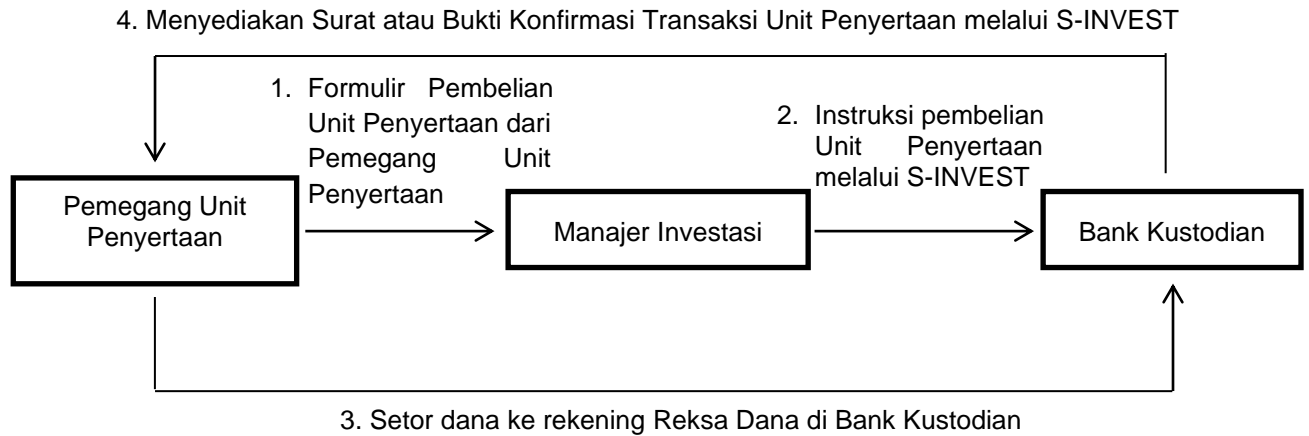 4. Menyediakan Surat atau Bukti Konfirmasi Transaksi Unit Penyertaan melalui S-INVEST
1. Formulir Pembelian
Unit Penyertaan dari
Pemegang Unit
Penyertaan
2. Instruksi pembelian
Unit Penyertaan
melalui S-INVEST
Pemegang Unit
Penyertaan
Manajer Investasi
Bank Kustodian
3. Setor dana ke rekening Reksa Dana di Bank Kustodian